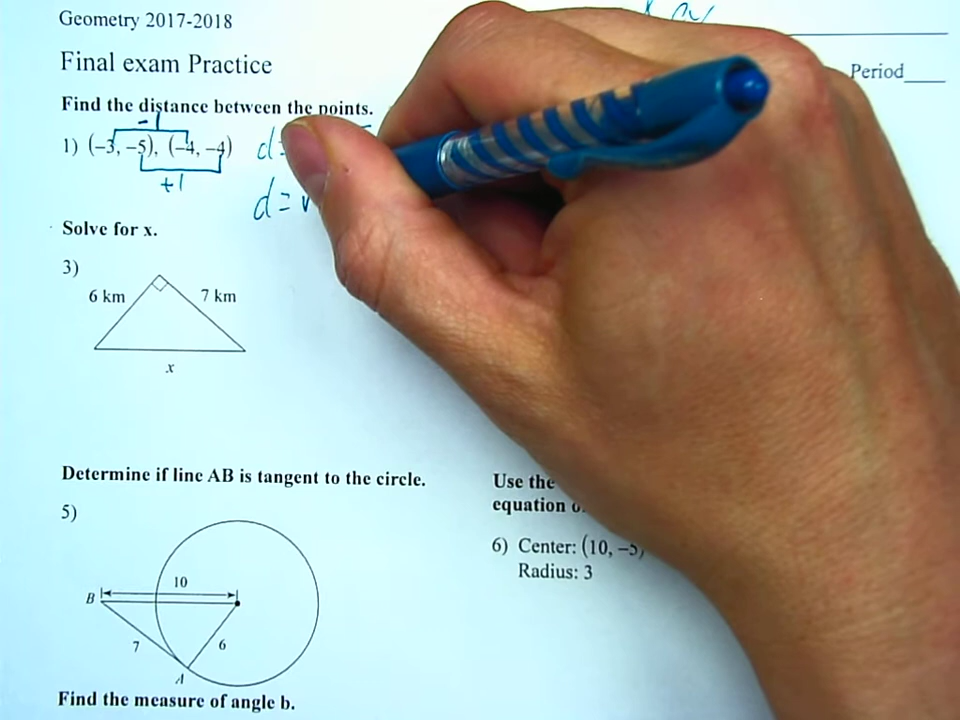 Geometry 2017-2018
Final exam Practice
Period____
Find the distance between the points.
-1
1) (−3, −5), (−4, −4) d=
+1
d=
Solve for x.
3)
6 km 7 km
x
Determine if line AB is tangent to the circle.
Use the
equation
5)
6) Center: (10, −5)
Radius: 3
10
B
7 6
A
Find the measure of angle b.